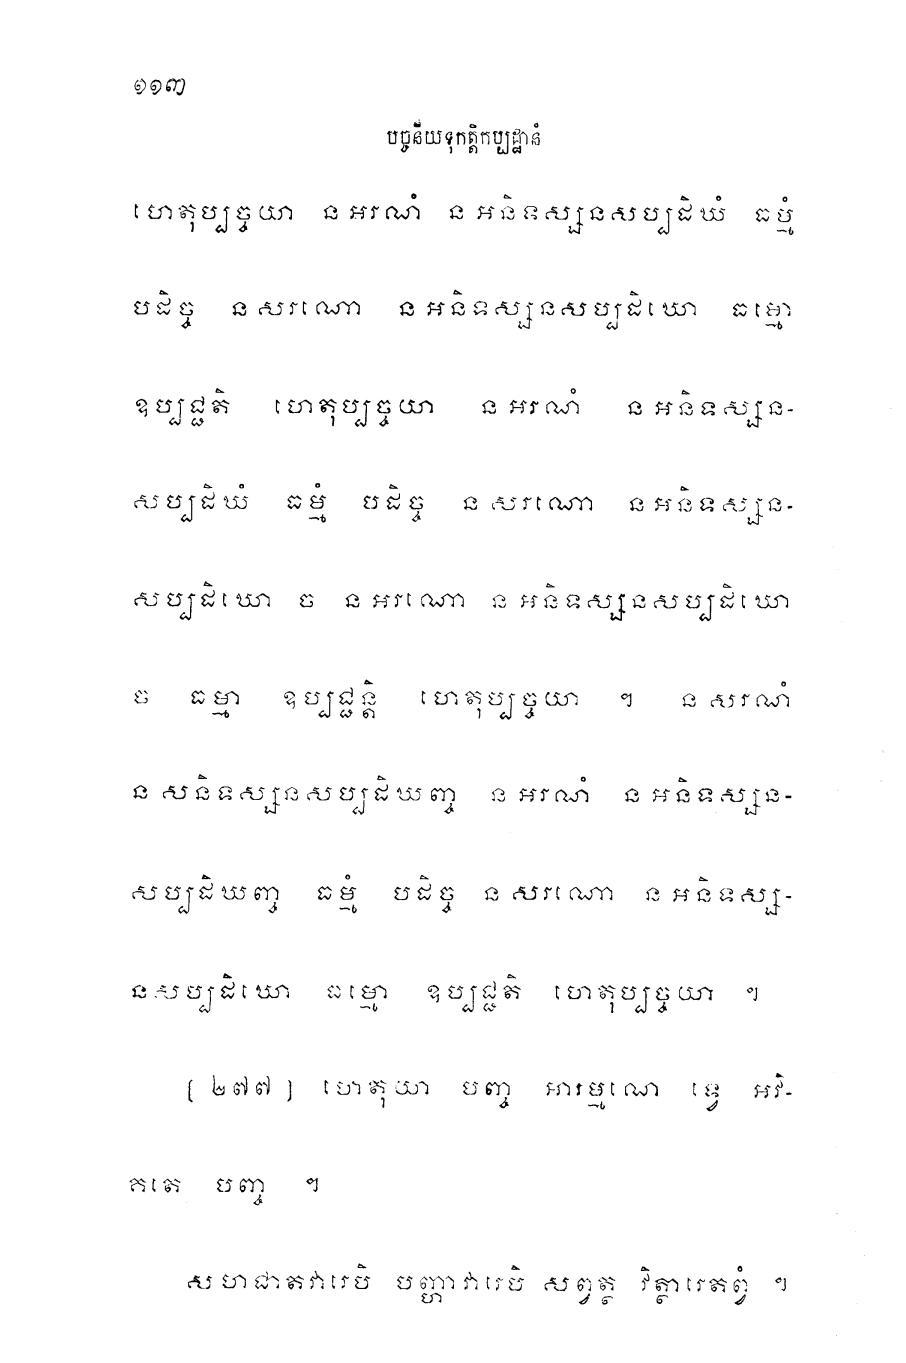 ១១៣
បច្ចនីយទុកត្តិកប្បដ្ឋានំ
ហេតុប្បច្ចយា ន អរណំ ន អនិទស្សនសប្បដិឃំ ធម្មំ
បដិច្ច ន សរណោ ន អនិទស្សនសប្បដិឃោ ធម្មោ
ឧប្បជ្ជតិ ហេតុប្បច្ចយា ន អរណំ ន អនិទស្សន-
សប្បដិឃំ ធម្មំ បដិច្ច ន សរណោ ន អនិទស្សន-
សប្បដិឃោ ច ន អរណោ ន អនិទស្សនសប្បដិឃោ
ច ធម្មា ឧប្បជ្ជន្តិ ហេតុប្បច្ចយា ។ ន សរណំ
ន សនិទស្សនសប្បដិឃញ្ច ន អរណំ ន អនិទស្សន-
សប្បដិឃញ្ច ធម្មំ បដិច្ច ន សរណោ ន អនិទស្ស-
នសប្បដិឃោ ធម្មោ ឧប្បជ្ជតិ ហេតុប្បច្ចយា ។
[ ២៧៧ ] ហេតុយា បញ្ច អារម្មណេ ទ្វេ អវិ-
គតេ បញ្ច ។
សហជាតវារេបិ បញ្ហាវារេបិ សព្វត្ថ វិត្ថារេតព្វំ ។